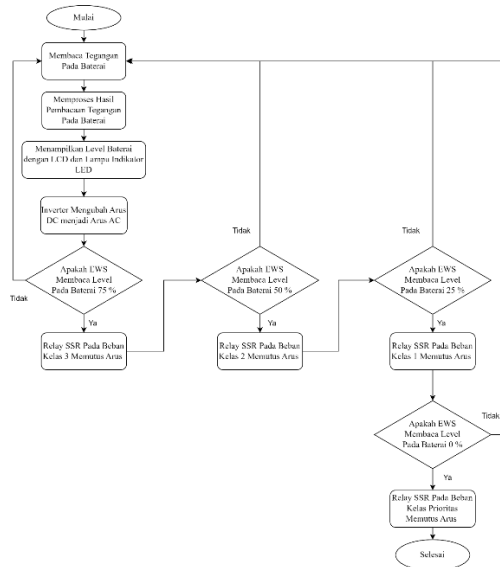 Mulai
Membaca Tegangan
Pada Baterai
Memproses Hasil
Pembacaan Tegangan
Pada Baterai
Menampilkan Level Baterai
dengan LCD dan Lampu Indikator
LED
Inverter Mengubah Arus
DC menjadi Arus AC
Apakah EWS
Membaca Level
Pada Baterai 75 %
Tidak
Ya
Relay SSR Pada Beban
Kelas 3 Memutus Arus
Tidak
Apakah EWS
Membaca Level
Pada Baterai 50 %
Ya
Relay SSR Pada Beban
Kelas 2 Memutus Arus
Tidak
Apakah EWS
Membaca Level
Pada Baterai 25 %
Ya
Relay SSR Pada Beban
Kelas 1 Memutus Arus
Apakah EWS
Membaca Level
Pada Baterai 0 %
Tidak
Ya
Relay SSR Pada Beban
Kelas Prioritas
Memutus Arus
Selesai